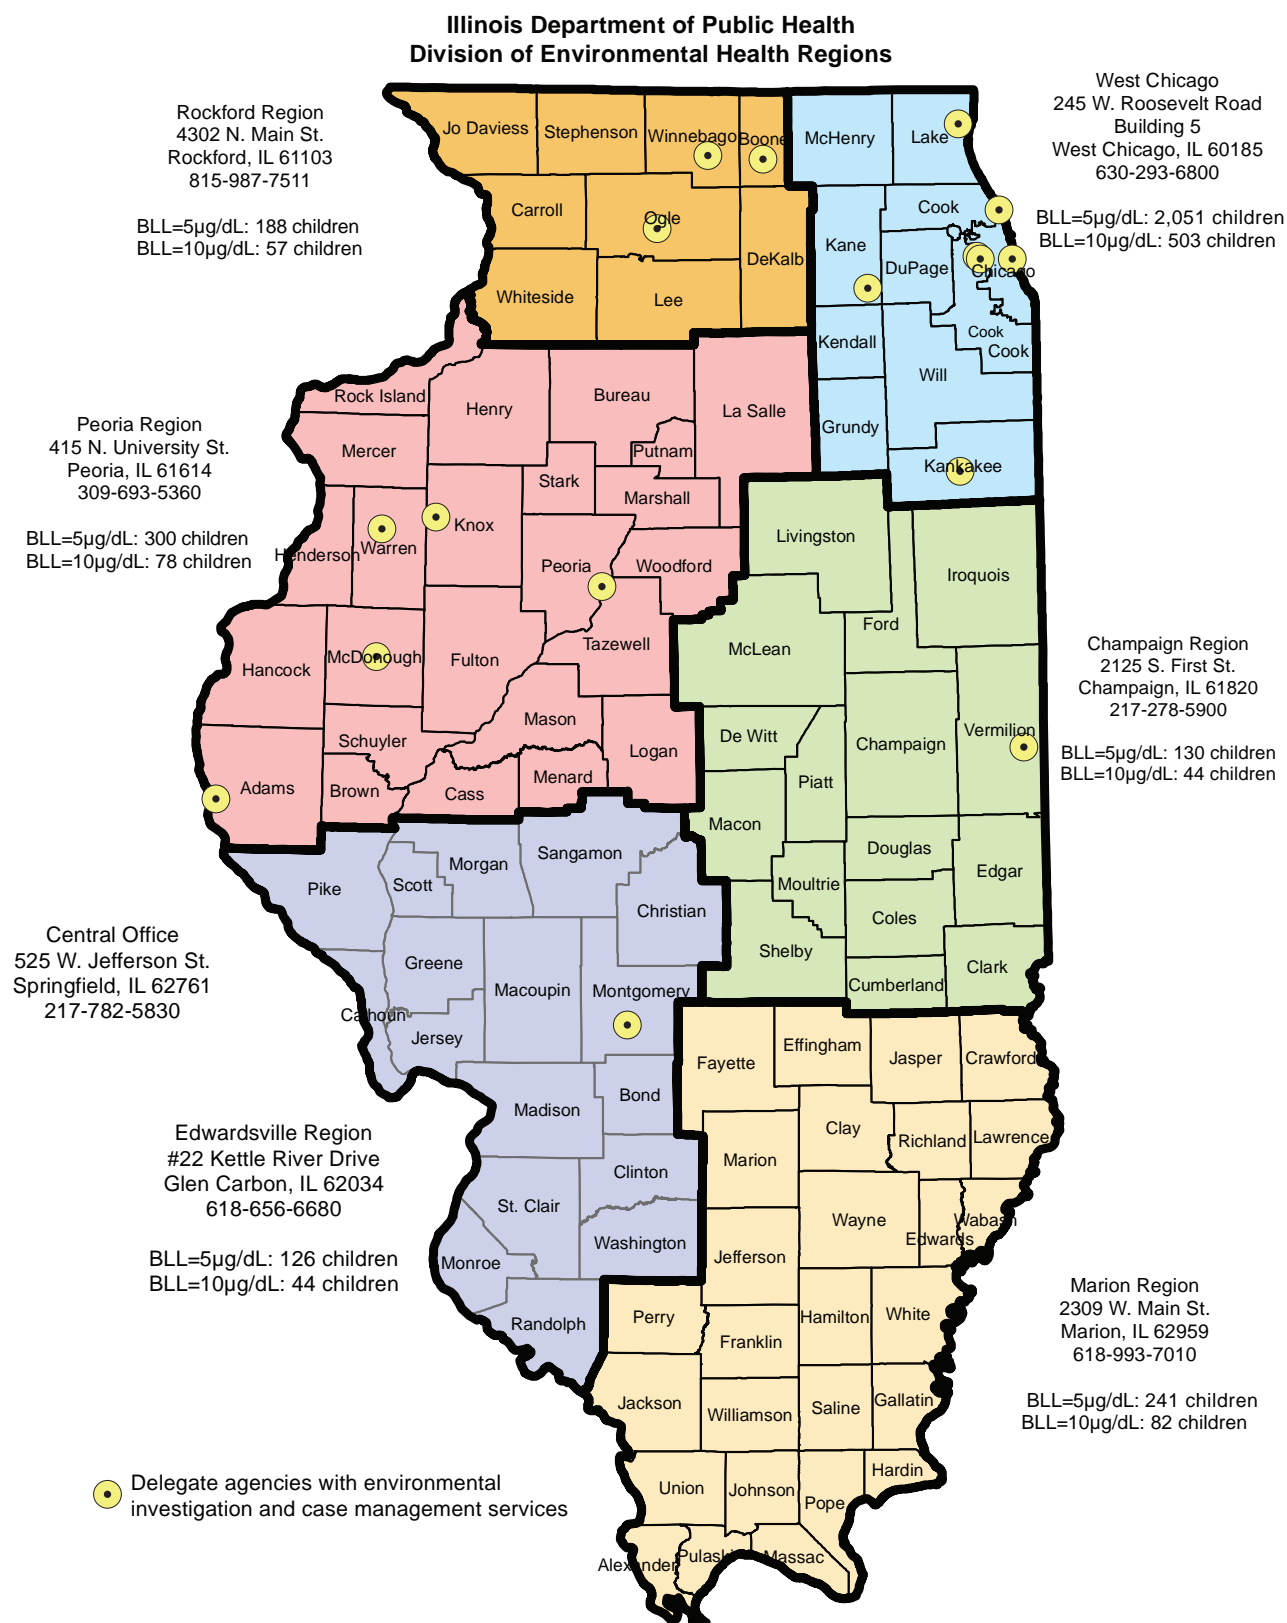 Illinois Department of Public Health
Division of Environmental Health Regions
Rockford Region
4302 N. Main St.
Rockford, IL 61103
815-987-7511
BLL=5µg/dL: 188 children
BLL=10µg/dL: 57 children
West Chicago
245 W. Roosevelt Road
Building 5
West Chicago, IL 60185
630-293-6800
BLL=5µg/dL: 2,051 children
BLL=10µg/dL: 503 children
Jo Daviess
Stephenson
Winnebago
Boone
McHenry
Lake
Carroll
Ogle
DeKalb
Whiteside
Lee
Cook
Kane
DuPage
Chicago
Cook
Cook
Kendall
Will
Grundy
Kankakee
Peoria Region
415 N. University St.
Peoria, IL 61614
309-693-5360
BLL=5µg/dL: 300 children
BLL=10µg/dL: 78 children
Rock Island
Henry
Bureau
La Salle
Mercer
Putnam
Stark
Marshall
Knox
Henderson
Warren
Peoria
Woodford
Hancock
McDonough
Fulton
Tazewell
Mason
Logan
Schuyler
Adams
Brown
Cass
Menard
Livingston
Iroquois
Ford
McLean
De Witt
Champaign
Vermilion
Piatt
Macon
Douglas
Edgar
Moultrie
Coles
Shelby
Cumberland
Clark
Champaign Region
2125 S. First St.
Champaign, IL 61820
217-278-5900
BLL=5µg/dL: 130 children
BLL=10µg/dL: 44 children
Central Office
525 W. Jefferson St.
Springfield, IL 62761
217-782-5830
Pike
Scott
Morgan
Sangamon
Christian
Greene
Macoupin
Montgomery
Calhoun
Jersey
Madison
Bond
Clinton
St. Clair
Washington
Monroe
Randolph
Edwardsville Region
#22 Kettle River Drive
Glen Carbon, IL 62034
618-656-6680
BLL=5µg/dL: 126 children
BLL=10µg/dL: 44 children
Fayette
Effingham
Jasper
Crawford
Clay
Richland
Lawrence
Marion
Wayne
Edwards
Wabash
Jefferson
Perry
Franklin
Hamilton
White
Jackson
Williamson
Saline
Gallatin
Union
Johnson
Pope
Hardin
Alexander
Pulaski
Massac
Marion Region
2309 W. Main St.
Marion, IL 62959
618-993-7010
BLL=5µg/dL: 241 children
BLL=10µg/dL: 82 children
Delegate agencies with environmental
investigation and case management services